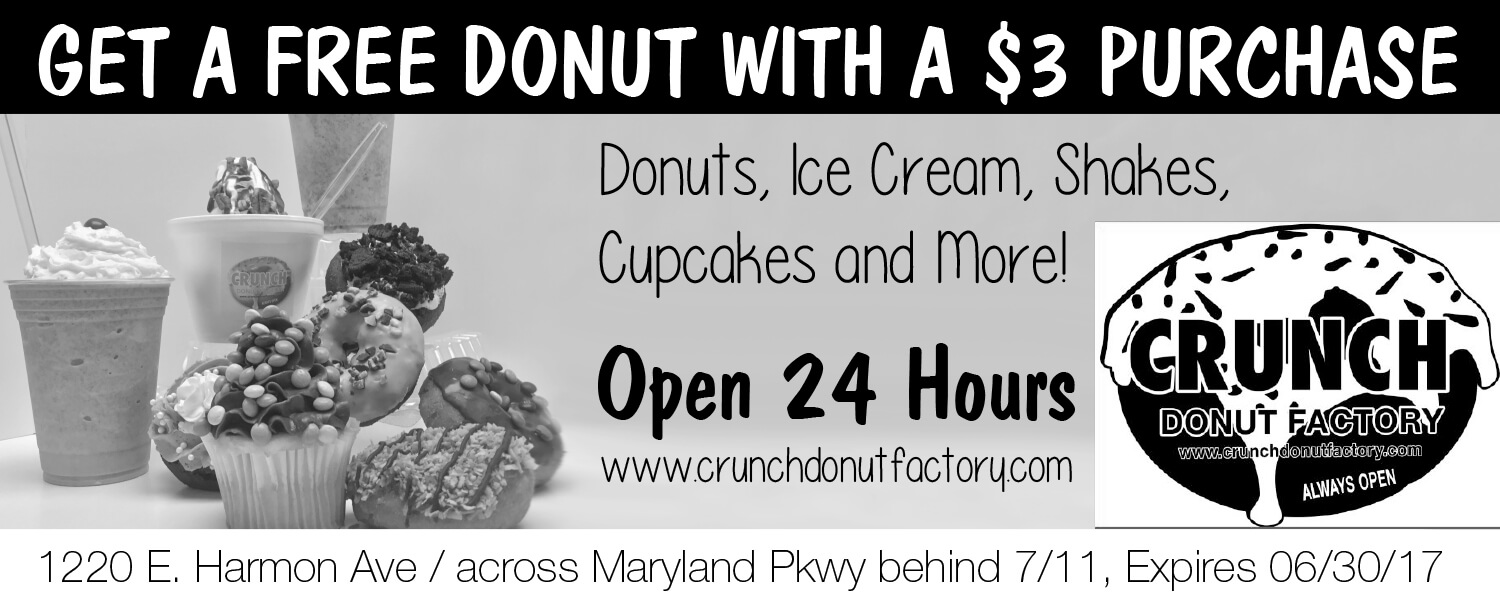 GET A FREE DONUT WITH A $3 PURCHASE
Donuts, Ice Cream, Shakes,
Cupcakes and More!
Open 24 Hours
www.crunchdonutfactory.com
CRUNCH
CRUNCH
DONUT FACTORY
www.crunchdonutfactory.com
ALWAYS OPEN
1220 E. Harmon Ave / across Maryland Pkwy behind 7/11, Expires 06/30/17